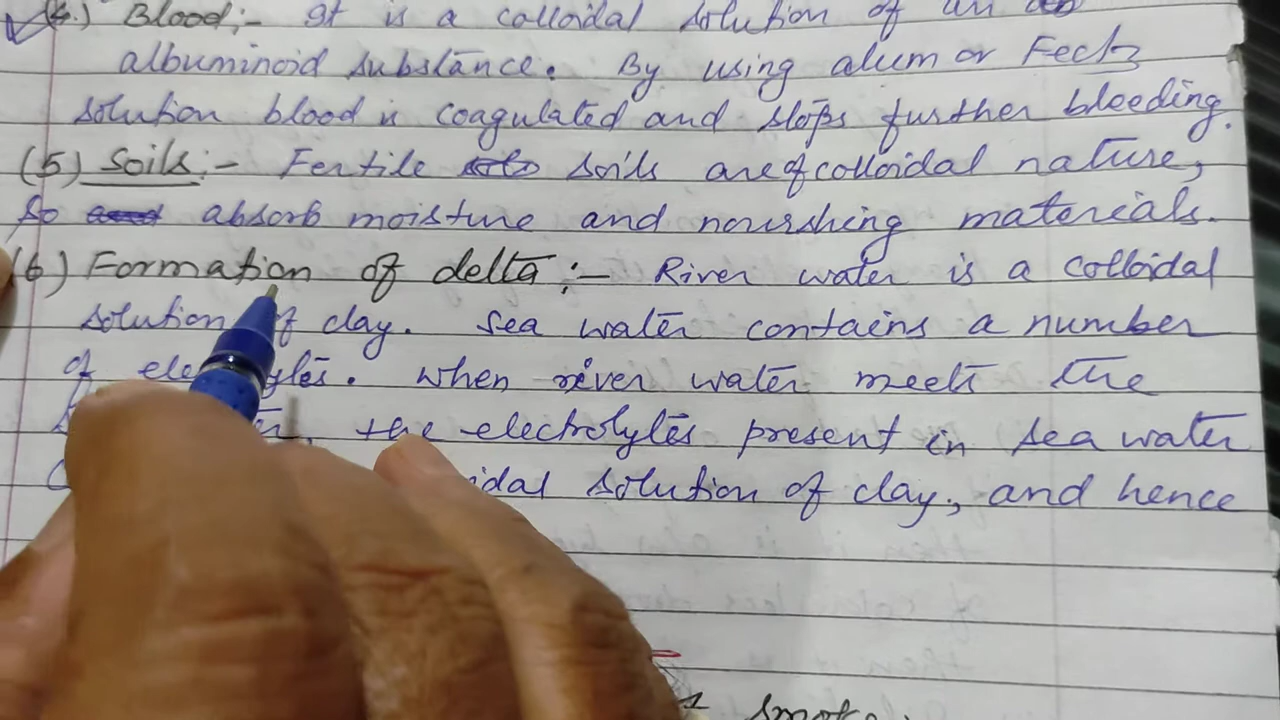 (4.) Blood:- It is a colloidal solution of an
albuminoid substance. By using alum or Fecl3
solution blood is coagulated and stops further bleeding.
(5) Soils:- Fertile soils are of colloidal nature,
so absorb moisture and nourshing materials.
(6) Formation of delta:- River water is a colloidal
solution of clay. Sea water contains a number
of When river water meets the
the electrolytes present in sea water
solution of clay, and hence
smoke.